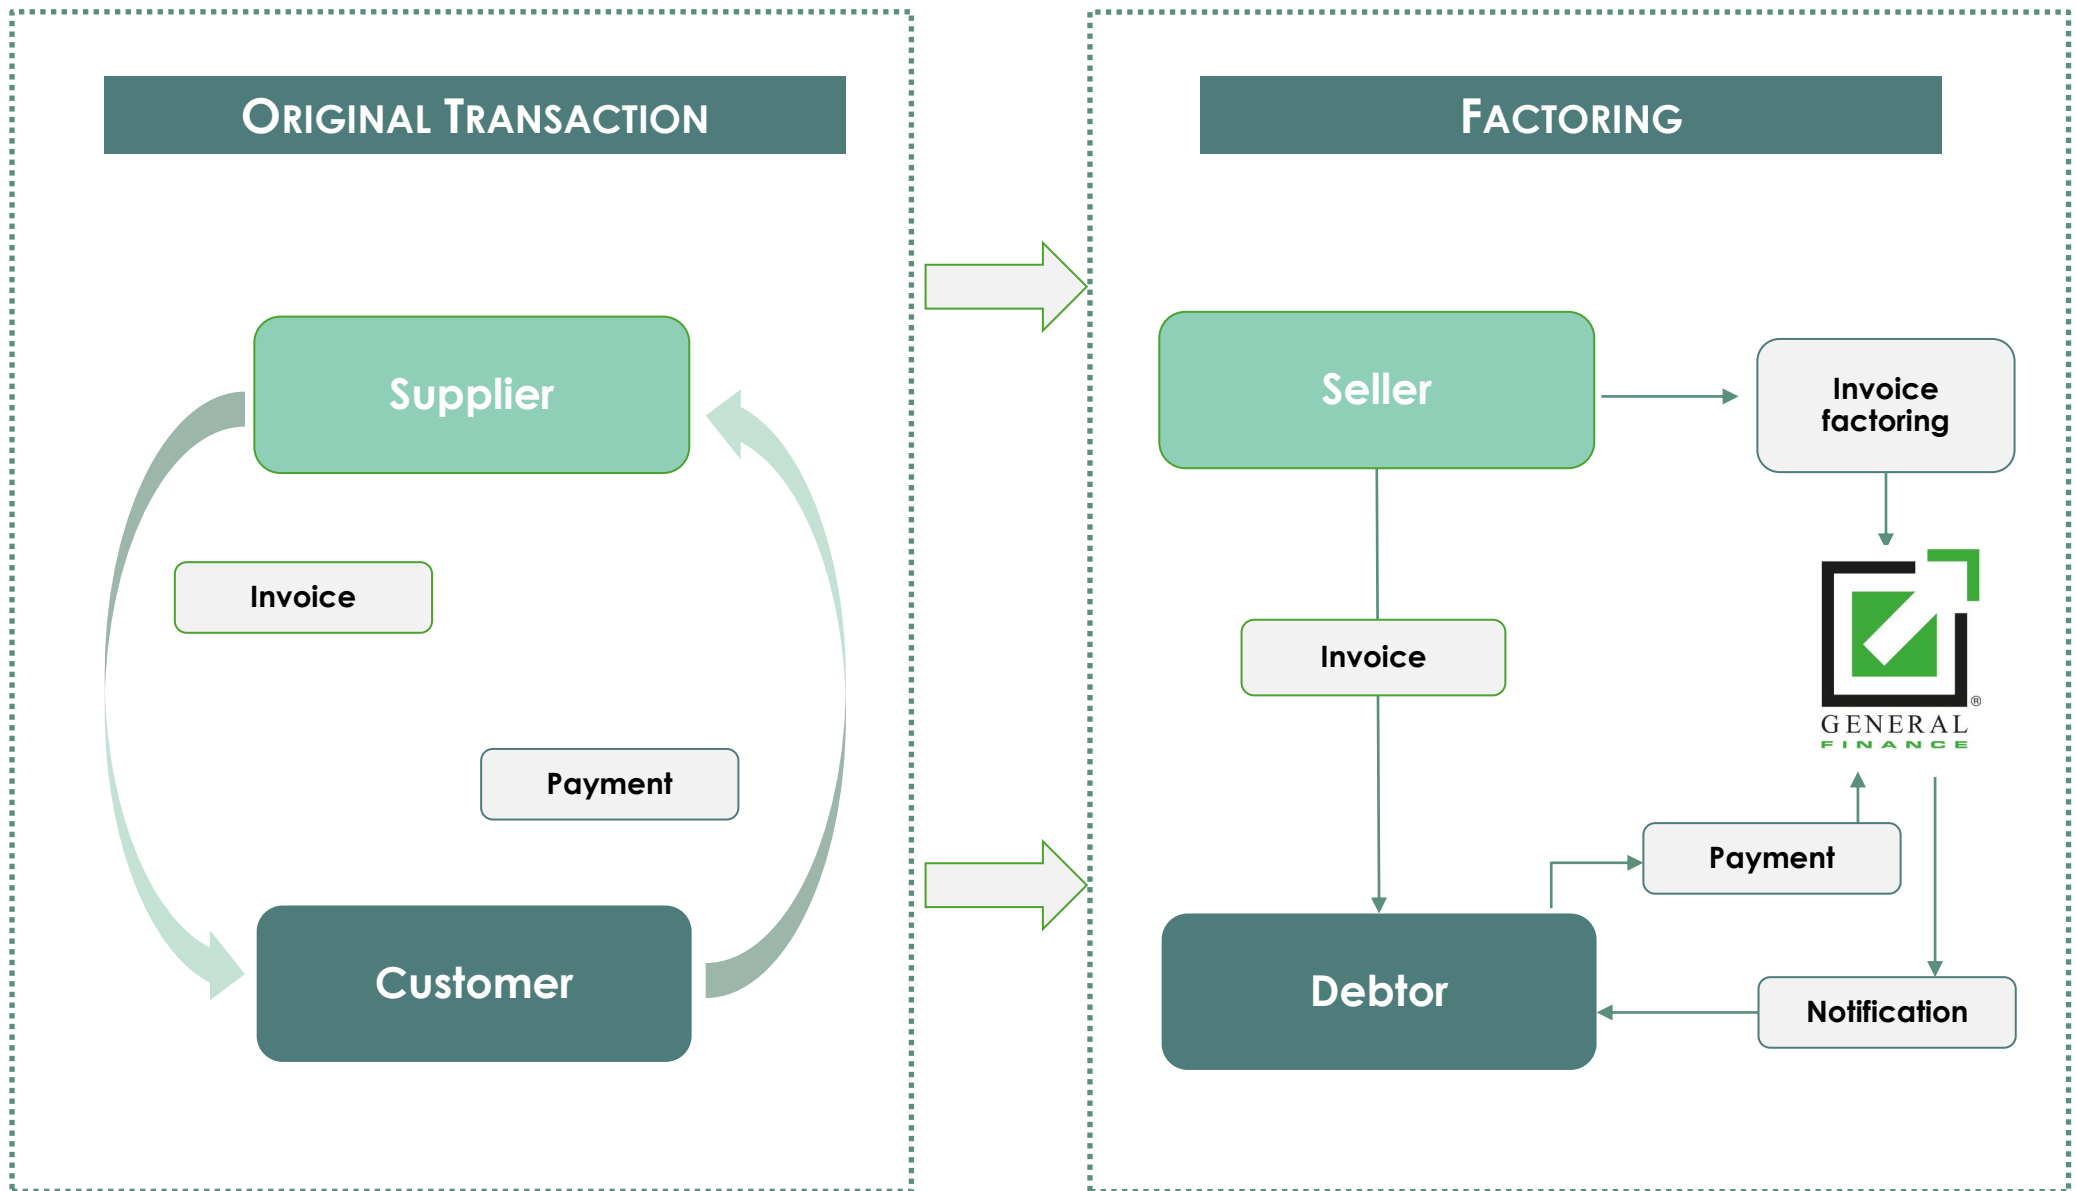 ORIGINAL TRANSACTION
Supplier
Invoice
Payment
Customer
FACTORING
Seller
Invoice
factoring
Invoice
®
GENERAL
FINANCE
Payment
Debtor
Notification